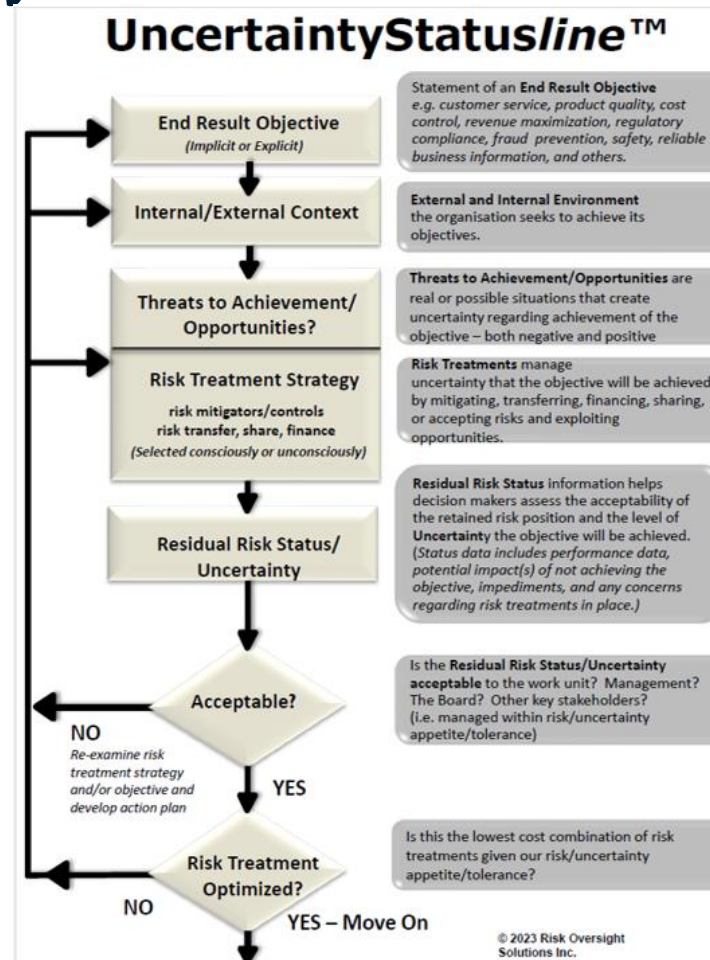 UncertaintyStatusline™
End Result Objective
(Implicit or Explicit)
Statement of an End Result Objective
e.g. customer service, product quality, cost
control, revenue maximization, regulatory
compliance, fraud prevention, safety, reliable
business information, and others.
Internal/External Context
External and Internal Environment
the organisation seeks to achieve its
objectives.
Threats to Achievement/
Opportunities?
Threats to Achievement/Opportunities are
real or possible situations that create
uncertainty regarding achievement of the
objective – both negative and positive
Risk Treatment Strategy
risk mitigators/controls
risk transfer, share, finance
(Selected consciously or unconsciously)
Risk Treatments manage
uncertainty that the objective will be achieved
by mitigating, transferring, financing, sharing,
or accepting risks and exploiting
opportunities.
Residual Risk Status/
Uncertainty
Residual Risk Status information helps
decision makers assess the acceptability of
the retained risk position and the level of
Uncertainty the objective will be achieved.
(Status data includes performance data,
potential impact(s) of not achieving the
objective, impediments, and any concerns
regarding risk treatments in place.)
Acceptable?
Is the Residual Risk Status/Uncertainty
acceptable to the work unit? Management?
The Board? Other key stakeholders?
(i.e. managed within risk/uncertainty
appetite/tolerance)
NO
Re-examine risk
treatment strategy
and/or objective and
develop action plan
YES
Risk Treatment
Optimized?
Is this the lowest cost combination of risk
treatments given our risk/uncertainty
appetite/tolerance?
NO
YES – Move On
© 2023 Risk Oversight
Solutions Inc.